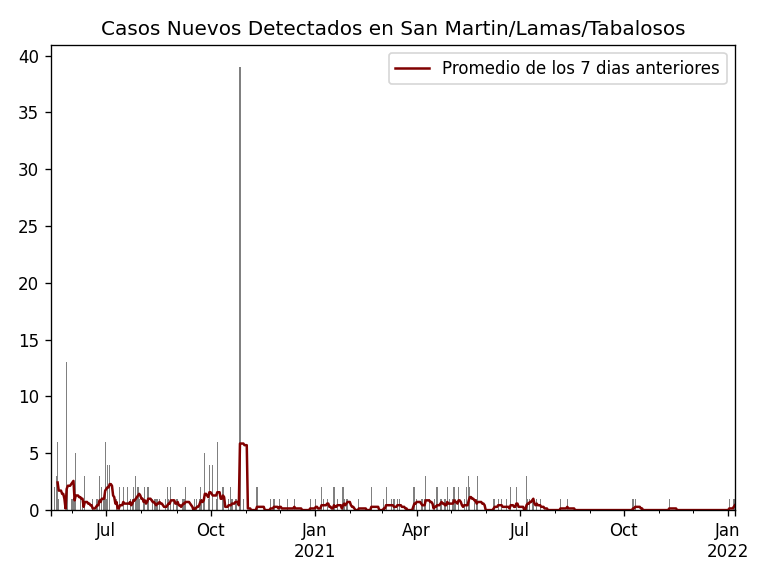 Casos Nuevos Detectados en San Martin/Lamas/Tabalosos
Promedio de los 7 dias anteriores
40
35
30
25
20
15
10
5
0
Jul
Oct
Jan
2021
Apr
Jul
Oct
Jan
2022